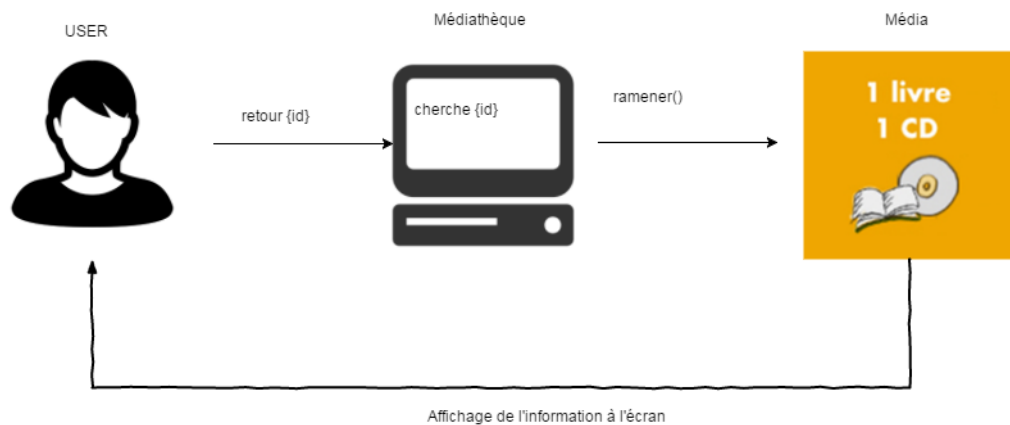 USER
Médiathèque
Média
retour {id}
cherche {id}
ramener()
1 livre
1 CD
Affichage de l'information à l'écran